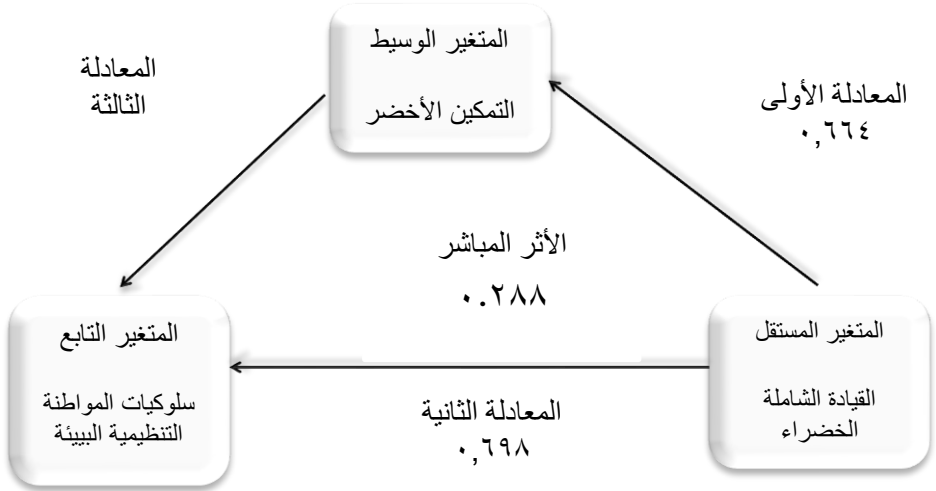 المتغير الوسيط
التمكين الأخضر
المعادلة
الثالثة
المعادلة الأولى
٠,٦٦٤
الأثر المباشر
٠.٢٨٨
المتغير المستقل
القيادة الشاملة
الخضراء
المتغير التابع
سلوكيات المواطنة
التنظيمية البييئة
المعادلة الثانية
٠,٦٩٨